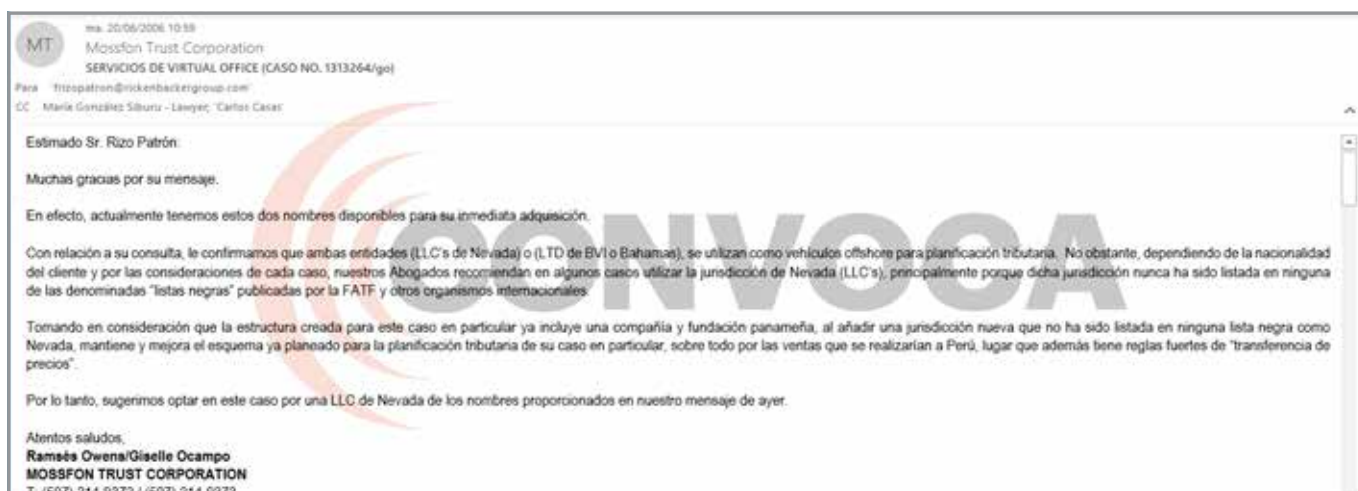 MT
ma. 20/06/2006 10:59
Mossfon Trust Corporation
SERVICIOS DE VIRTUAL OFFICE (CASO NO. 1313264/go)
Para 'frizopatron@rickenbackergroup.com'
CC María González Siburu - Lawyer; 'Carlos Casas'
Estimado Sr. Rizo Patrón:
Muchas gracias por su mensaje.
En efecto, actualmente tenemos estos dos nombres disponibles para su inmediata adquisición.
Con relación a su consulta, le confirmamos que ambas entidades (LLC's de Nevada) o (LTD de BVI o Bahamas), se utilizan como vehículos offshore para planificación tributaria. No obstante, dependiendo de la nacionalidad
del cliente y por las consideraciones de cada caso, nuestros Abogados recomiendan en algunos casos utilizar la jurisdicción de Nevada (LLC's), principalmente porque dicha jurisdicción nunca ha sido listada en ninguna
de las denominadas "listas negras" publicadas por la FATF y otros organismos internacionales.
Tomando en consideración que la estructura creada para este caso en particular ya incluye una compañía y fundación panameña, al añadir una jurisdicción nueva que no ha sido listada en ninguna lista negra como
Nevada, mantiene y mejora el esquema ya planeado para la planificación tributaria de su caso en particular, sobre todo por las ventas que se realizarían a Perú, lugar que además tiene reglas fuertes de "transferencia de
precios".
Por lo tanto, sugerimos optar en este caso por una LLC de Nevada de los nombres proporcionados en nuestro mensaje de ayer.
Atentos saludos,
Ramsés Owens/Giselle Ocampo
MOSSFON TRUST CORPORATION
CONVOCA